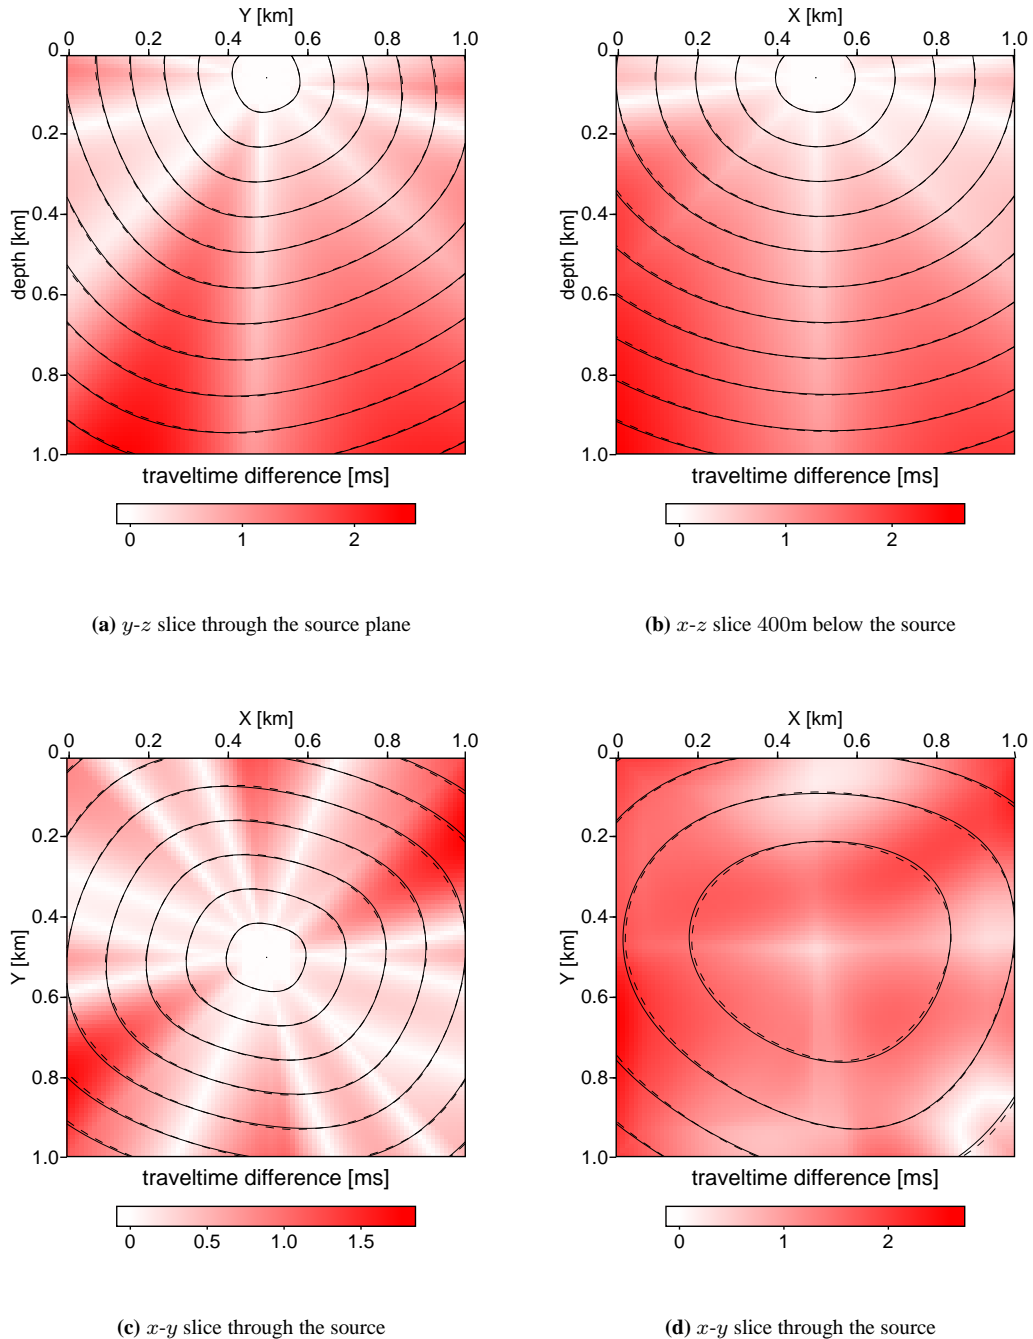 Y [km]
0 0.2 0.4 0.6 0.8 1.0
0
0.2
0.4
0.6
0.8
1.0
depth [km]
traveltime difference [ms]
0 1 2
(a) y-z slice through the source plane
X [km]
0 0.2 0.4 0.6 0.8 1.0
0
0.2
0.4
0.6
0.8
1.0
depth [km]
traveltime difference [ms]
0 1 2
(b) x-z slice 400m below the source
X [km]
0 0.2 0.4 0.6 0.8 1.0
0
0.2
0.4
0.6
0.8
1.0
Y [km]
traveltime difference [ms]
0 0.5 1.0 1.5
(c) x-y slice through the source
X [km]
0 0.2 0.4 0.6 0.8 1.0
0
0.2
0.4
0.6
0.8
1.0
Y [km]
traveltime difference [ms]
0 1 2
(d) x-y slice through the source